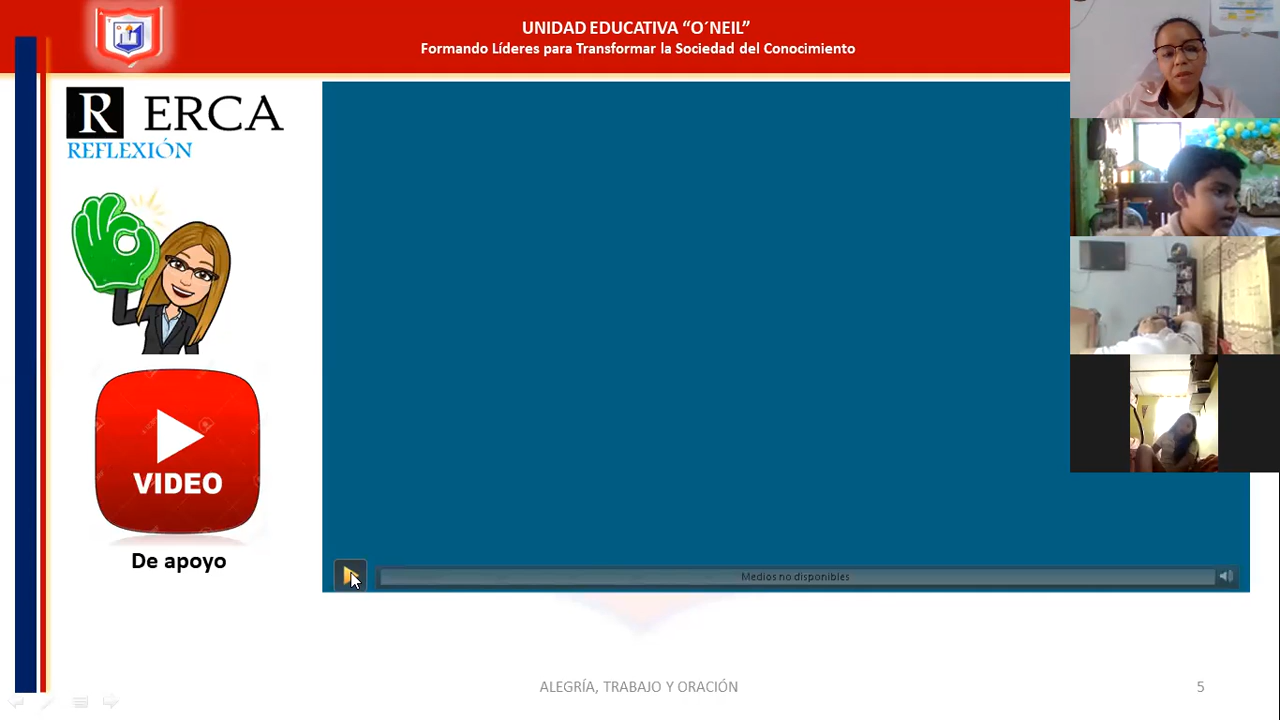 UNIDAD EDUCATIVA “O´NEIL”
Formando Líderes para Transformar la Sociedad del Conocimiento
R ERCA
REFLEXIÓN
VIDEO
De apoyo
Medios no disponibles
ALEGRÍA, TRABAJO Y ORACIÓN
5